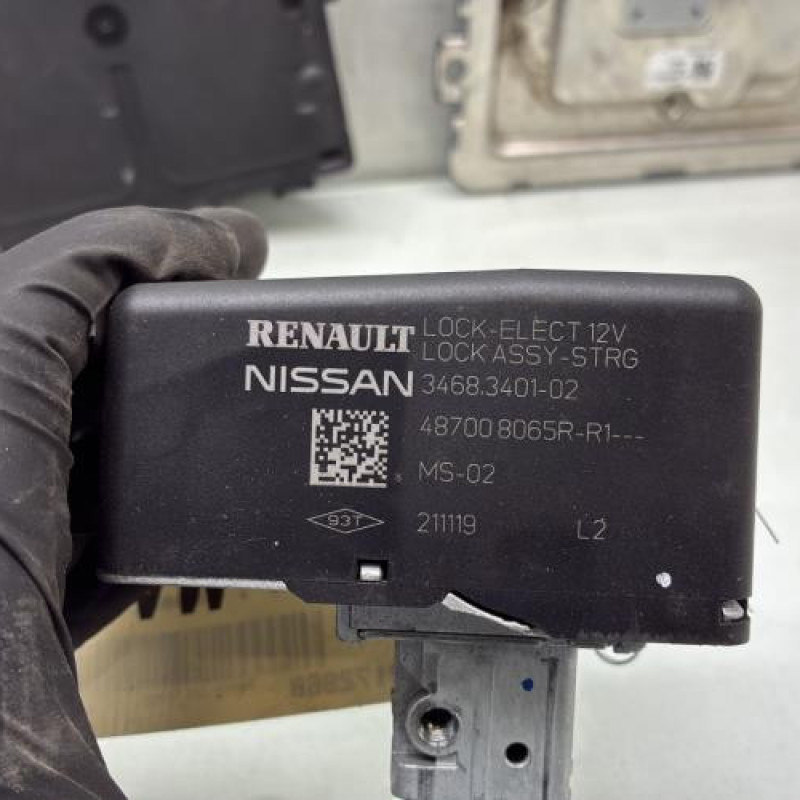 RENAULT LOCK-ELECT 12V
LOCK ASSY-STRG
NISSAN 3468.3401-02
48700 8065R-R1---
MS-02
93T 211119 L2